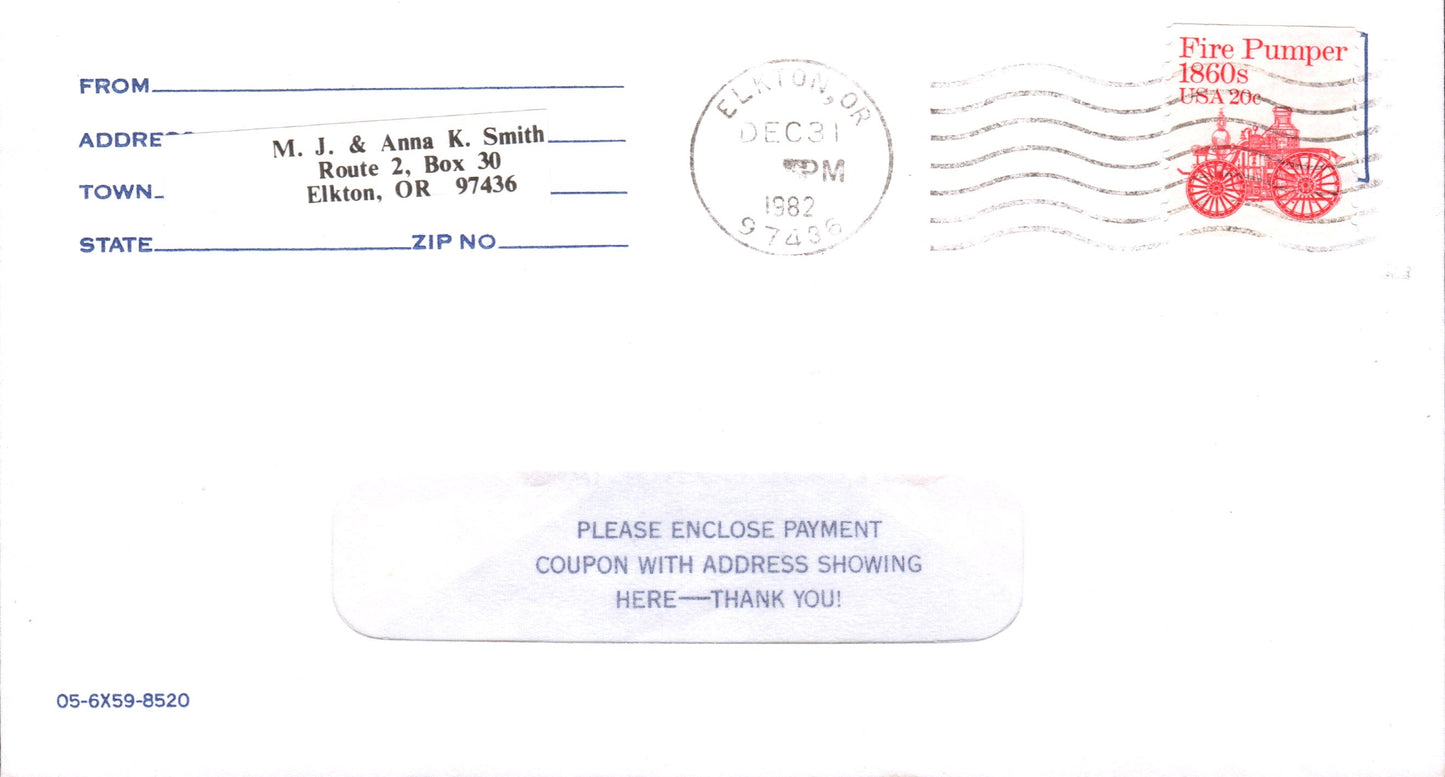 FROM
ADDRE
TOWN
STATE ZIP NO
M. J. & Anna K. Smith
Route 2, Box 30
Elkton, OR 97436
ELKTON, OR
DEC 31
PM
1982
97436
Fire Pumper
1860s
USA 20c
PLEASE ENCLOSE PAYMENT
COUPON WITH ADDRESS SHOWING
HERE—THANK YOU!
05-6X59-8520